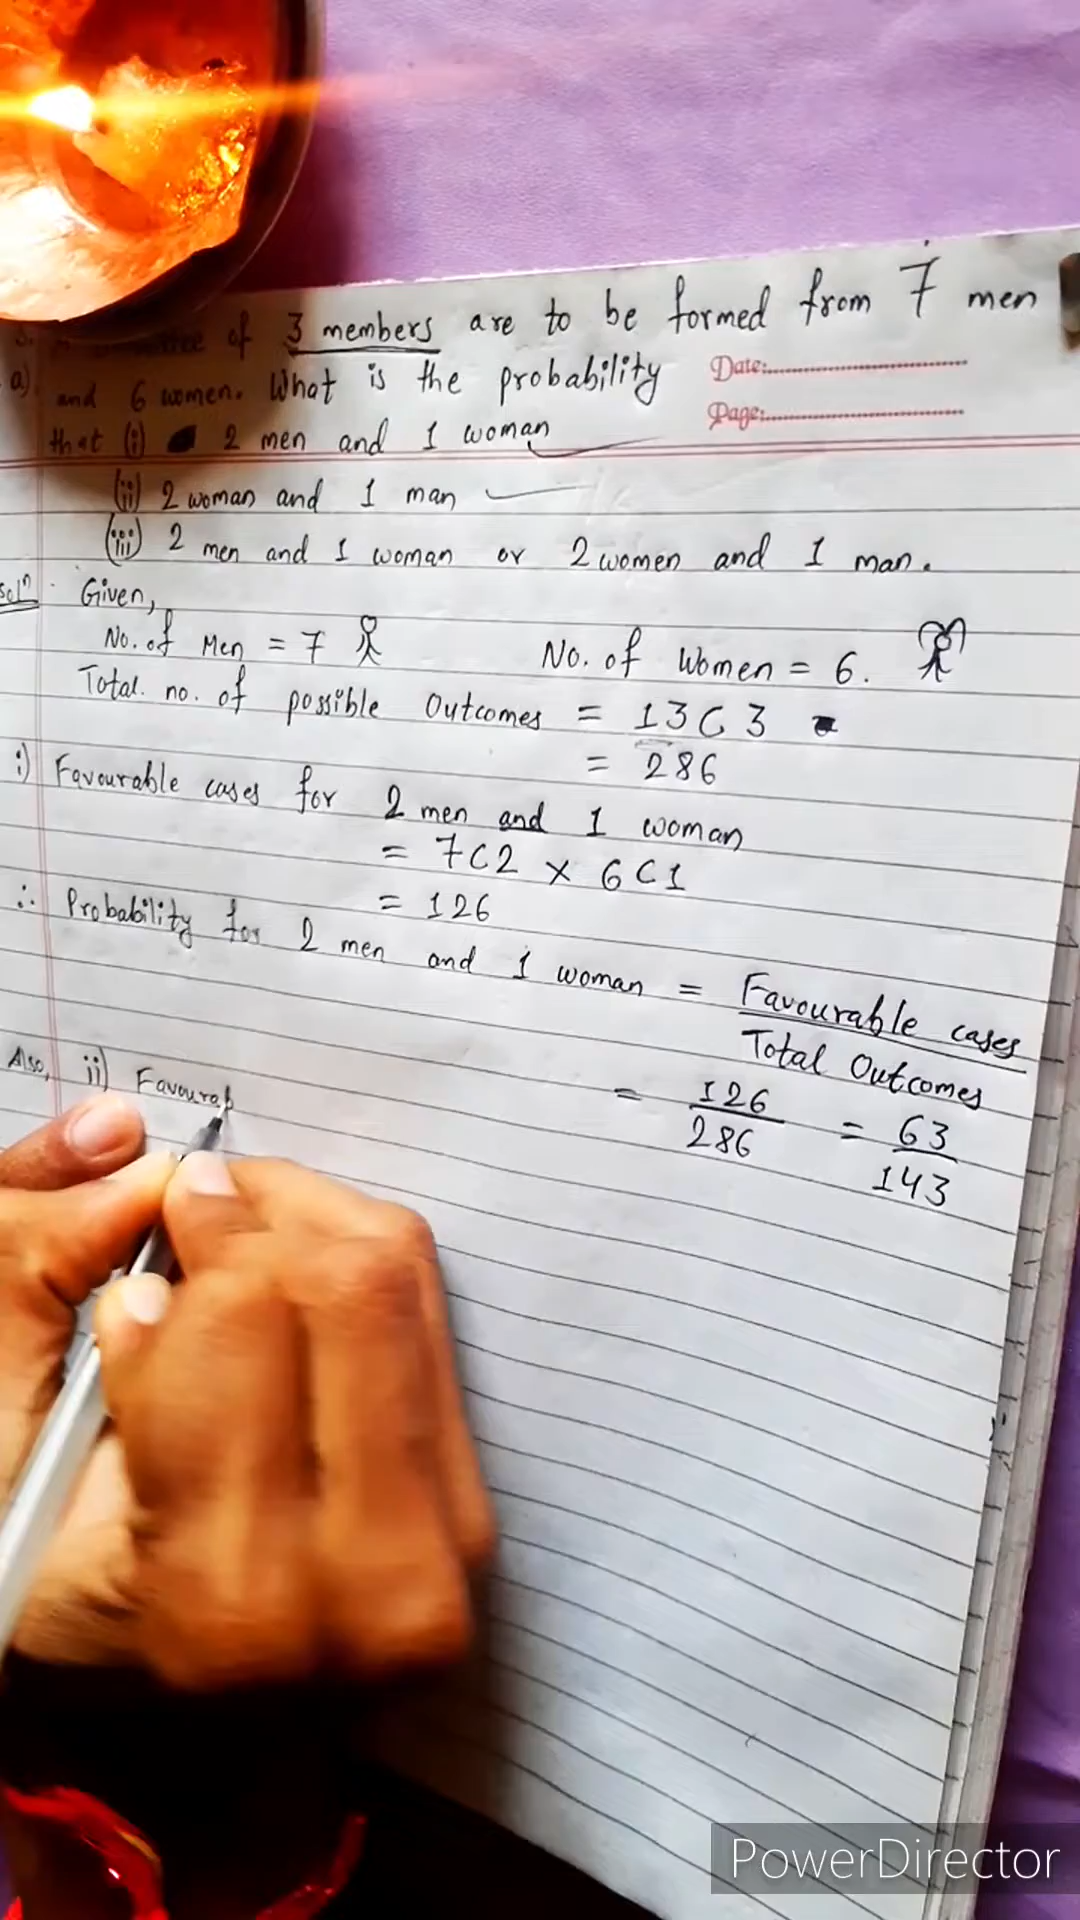 of 3 members are to be formed from 7 men
a) and 6 women. What is the probability
Date:
Page:
that (i) 2 men and 1 woman
(ii) 2 woman and 1 man
(iii) 2 men and 1 woman or 2 women and 1 man.
Solⁿ Given,
No. of Men = 7 No. of Women = 6.
Total. no. of possible Outcomes = 13C3
= 286
i) Favourable cases for 2 men and 1 woman
= 7C2 × 6C1
= 126
∴ Probability for 2 men and 1 woman = Favourable cases
Total Outcomes
= 126/286 = 63/143
Also, ii) Favourab
PowerDirector